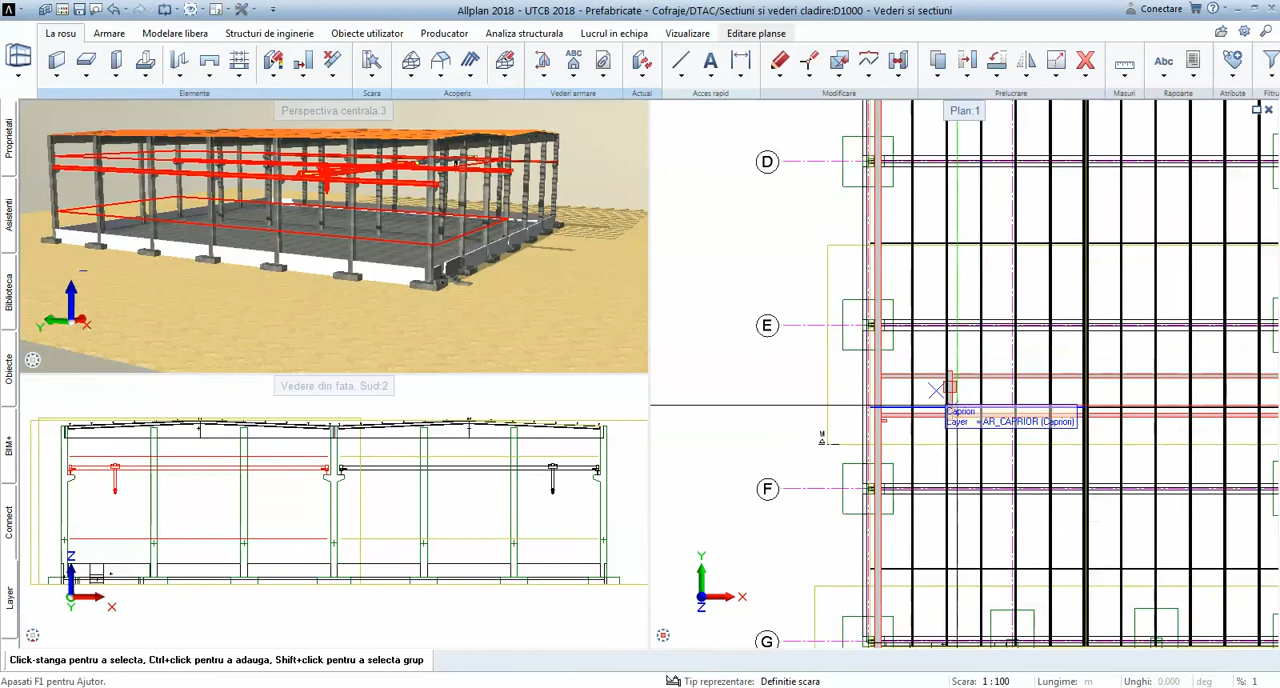 Allplan 2018 - UTCB 2018 - Prefabricate - Cofraje/DTAC/Sectiuni si vederi cladire:D1000 - Vederi si sectiuni
Conectare
La rosu Armare Modelare libera Structuri de inginerie Obiecte utilizator Producator Analiza structurala Lucrul in echipa Vizualizare Editare planse
ABC
Abc
Elemente Scara Acoperis Vederi armare Actual Acces rapid Modificare Prelucrare Masuri Rapoarte Atribute Filtru
Proprietati
Asistenti
Biblioteca
Obiecte
BIM+
Connect
Layer
Perspectiva centrala:3
Y X
Vedere din fata. Sud:2
Z
Y X
Plan:1
D
E
Capriori
Layer = AR_CAPRIOR (Capriori)
F
G
Y
Z X
Click-stanga pentru a selecta, Ctrl+click pentru a adauga, Shift+click pentru a selecta grup
Apasati F1 pentru Ajutor. Tip reprezentare: Definitie scara Scara: 1 : 100 Lungime: m Unghi: 0.000 deg %: 1